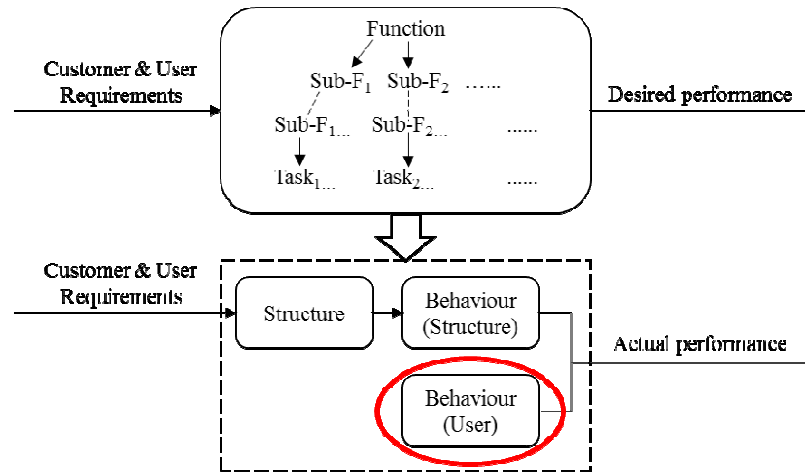 Function
Customer & User
Requirements
Sub-F1 Sub-F2 ......
Desired performance
Sub-F1... Sub-F2... ......
Task1... Task2... ......
Customer & User
Requirements
Structure
Behaviour
(Structure)
Actual performance
Behaviour
(User)